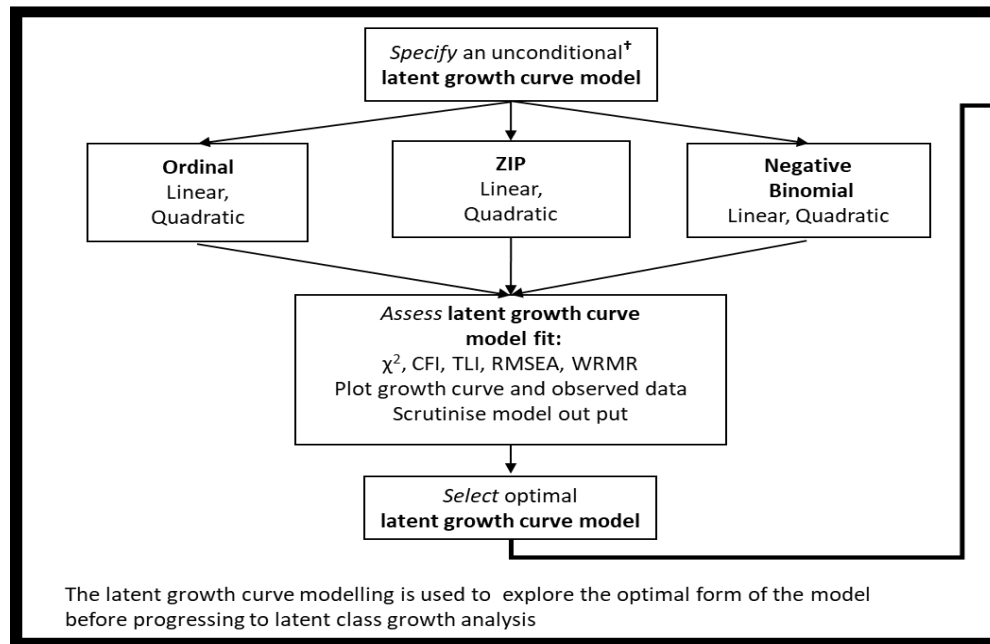 Specify an unconditional†
latent growth curve model
Ordinal
Linear,
Quadratic
ZIP
Linear,
Quadratic
Negative
Binomial
Linear, Quadratic
Assess latent growth curve
model fit:
χ², CFI, TLI, RMSEA, WRMR
Plot growth curve and observed data
Scrutinise model out put
Select optimal
latent growth curve model
The latent growth curve modelling is used to  explore the optimal form of the model
before progressing to latent class growth analysis